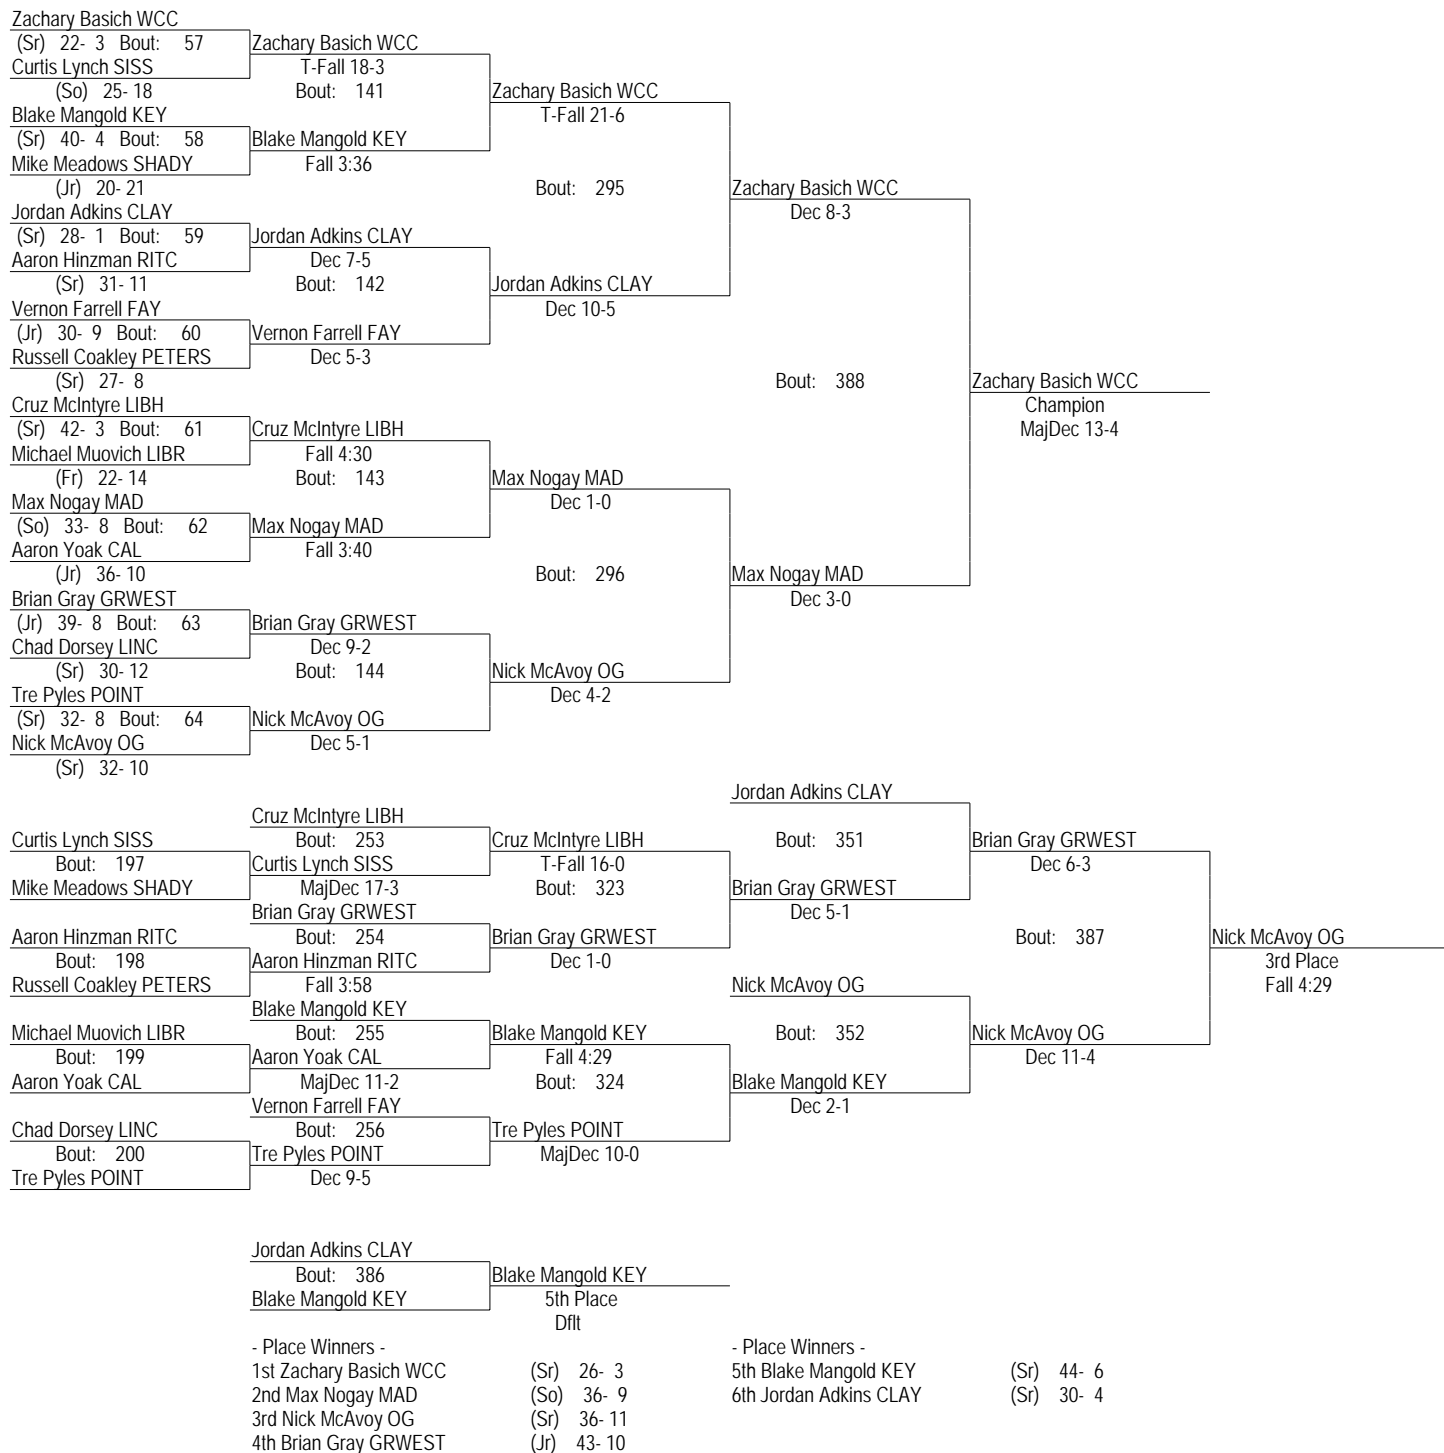 Zachary Basich WCC
(Sr) 22- 3 Bout: 57 Zachary Basich WCC
Curtis Lynch SISS T-Fall 18-3
(So) 25- 18 Bout: 141 Zachary Basich WCC
Blake Mangold KEY T-Fall 21-6
(Sr) 40- 4 Bout: 58 Blake Mangold KEY
Mike Meadows SHADY Fall 3:36
(Jr) 20- 21 Bout: 295 Zachary Basich WCC
Jordan Adkins CLAY Dec 8-3
(Sr) 28- 1 Bout: 59 Jordan Adkins CLAY
Aaron Hinzman RITC Dec 7-5
(Sr) 31- 11 Bout: 142 Jordan Adkins CLAY
Vernon Farrell FAY Dec 10-5
(Jr) 30- 9 Bout: 60 Vernon Farrell FAY
Russell Coakley PETERS Dec 5-3
(Sr) 27- 8 Bout: 388 Zachary Basich WCC
Cruz McIntyre LIBH Champion
(Sr) 42- 3 Bout: 61 Cruz McIntyre LIBH MajDec 13-4
Michael Muovich LIBR Fall 4:30
(Fr) 22- 14 Bout: 143 Max Nogay MAD
Max Nogay MAD Dec 1-0
(So) 33- 8 Bout: 62 Max Nogay MAD
Aaron Yoak CAL Fall 3:40
(Jr) 36- 10 Bout: 296 Max Nogay MAD
Brian Gray GRWEST Dec 3-0
(Jr) 39- 8 Bout: 63 Brian Gray GRWEST
Chad Dorsey LINC Dec 9-2
(Sr) 30- 12 Bout: 144 Nick McAvoy OG
Tre Pyles POINT Dec 4-2
(Sr) 32- 8 Bout: 64 Nick McAvoy OG
Nick McAvoy OG Dec 5-1
(Sr) 32- 10
Jordan Adkins CLAY
Cruz McIntyre LIBH
Curtis Lynch SISS Bout: 253 Cruz McIntyre LIBH Bout: 351 Brian Gray GRWEST
Bout: 197 Curtis Lynch SISS T-Fall 16-0 Dec 6-3
Mike Meadows SHADY MajDec 17-3 Bout: 323 Brian Gray GRWEST
Brian Gray GRWEST Dec 5-1
Aaron Hinzman RITC Bout: 254 Brian Gray GRWEST Bout: 387 Nick McAvoy OG
Bout: 198 Aaron Hinzman RITC Dec 1-0 3rd Place
Russell Coakley PETERS Fall 3:58 Nick McAvoy OG Fall 4:29
Blake Mangold KEY
Michael Muovich LIBR Bout: 255 Blake Mangold KEY Bout: 352 Nick McAvoy OG
Bout: 199 Aaron Yoak CAL Fall 4:29 Dec 11-4
Aaron Yoak CAL MajDec 11-2 Bout: 324 Blake Mangold KEY
Vernon Farrell FAY Dec 2-1
Chad Dorsey LINC Bout: 256 Tre Pyles POINT
Bout: 200 Tre Pyles POINT MajDec 10-0
Tre Pyles POINT Dec 9-5
Jordan Adkins CLAY
Bout: 386 Blake Mangold KEY
Blake Mangold KEY 5th Place
Dflt
- Place Winners - - Place Winners -
1st Zachary Basich WCC (Sr) 26- 3 5th Blake Mangold KEY (Sr) 44- 6
2nd Max Nogay MAD (So) 36- 9 6th Jordan Adkins CLAY (Sr) 30- 4
3rd Nick McAvoy OG (Sr) 36- 11
4th Brian Gray GRWEST (Jr) 43- 10